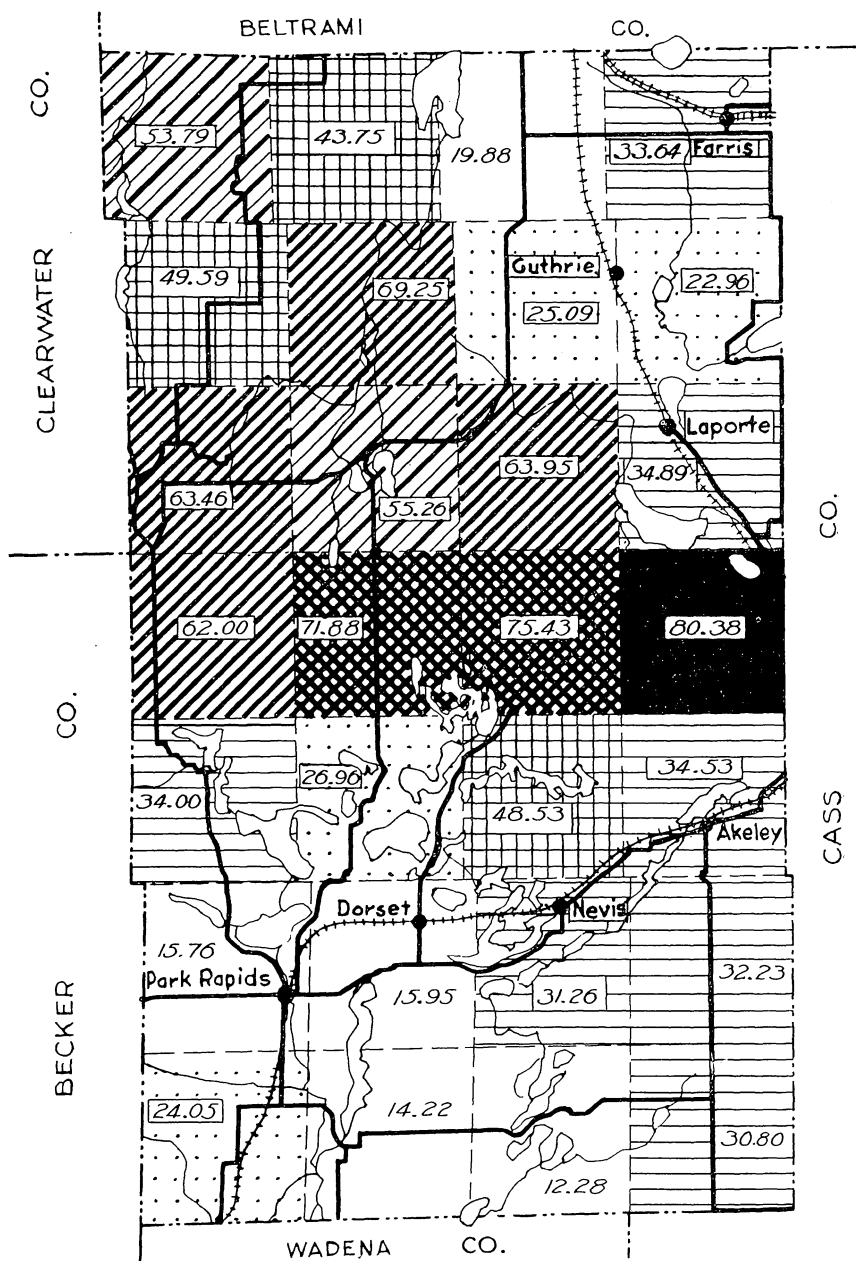 BELTRAMI CO.
CO.
53.79
43.75
19.88
33.64
Farris
CLEARWATER
49.59
69.25
Guthrie
25.09
22.96
Laporte
63.46
55.26
63.95
34.89
CO.
62.00
71.88
75.43
80.38
CO.
34.00
26.96
48.53
34.53
Akeley
CASS
Dorset
Nevis
15.76
Park Rapids
15.95
31.26
32.23
BECKER
24.05
14.22
12.28
30.80
WADENA CO.